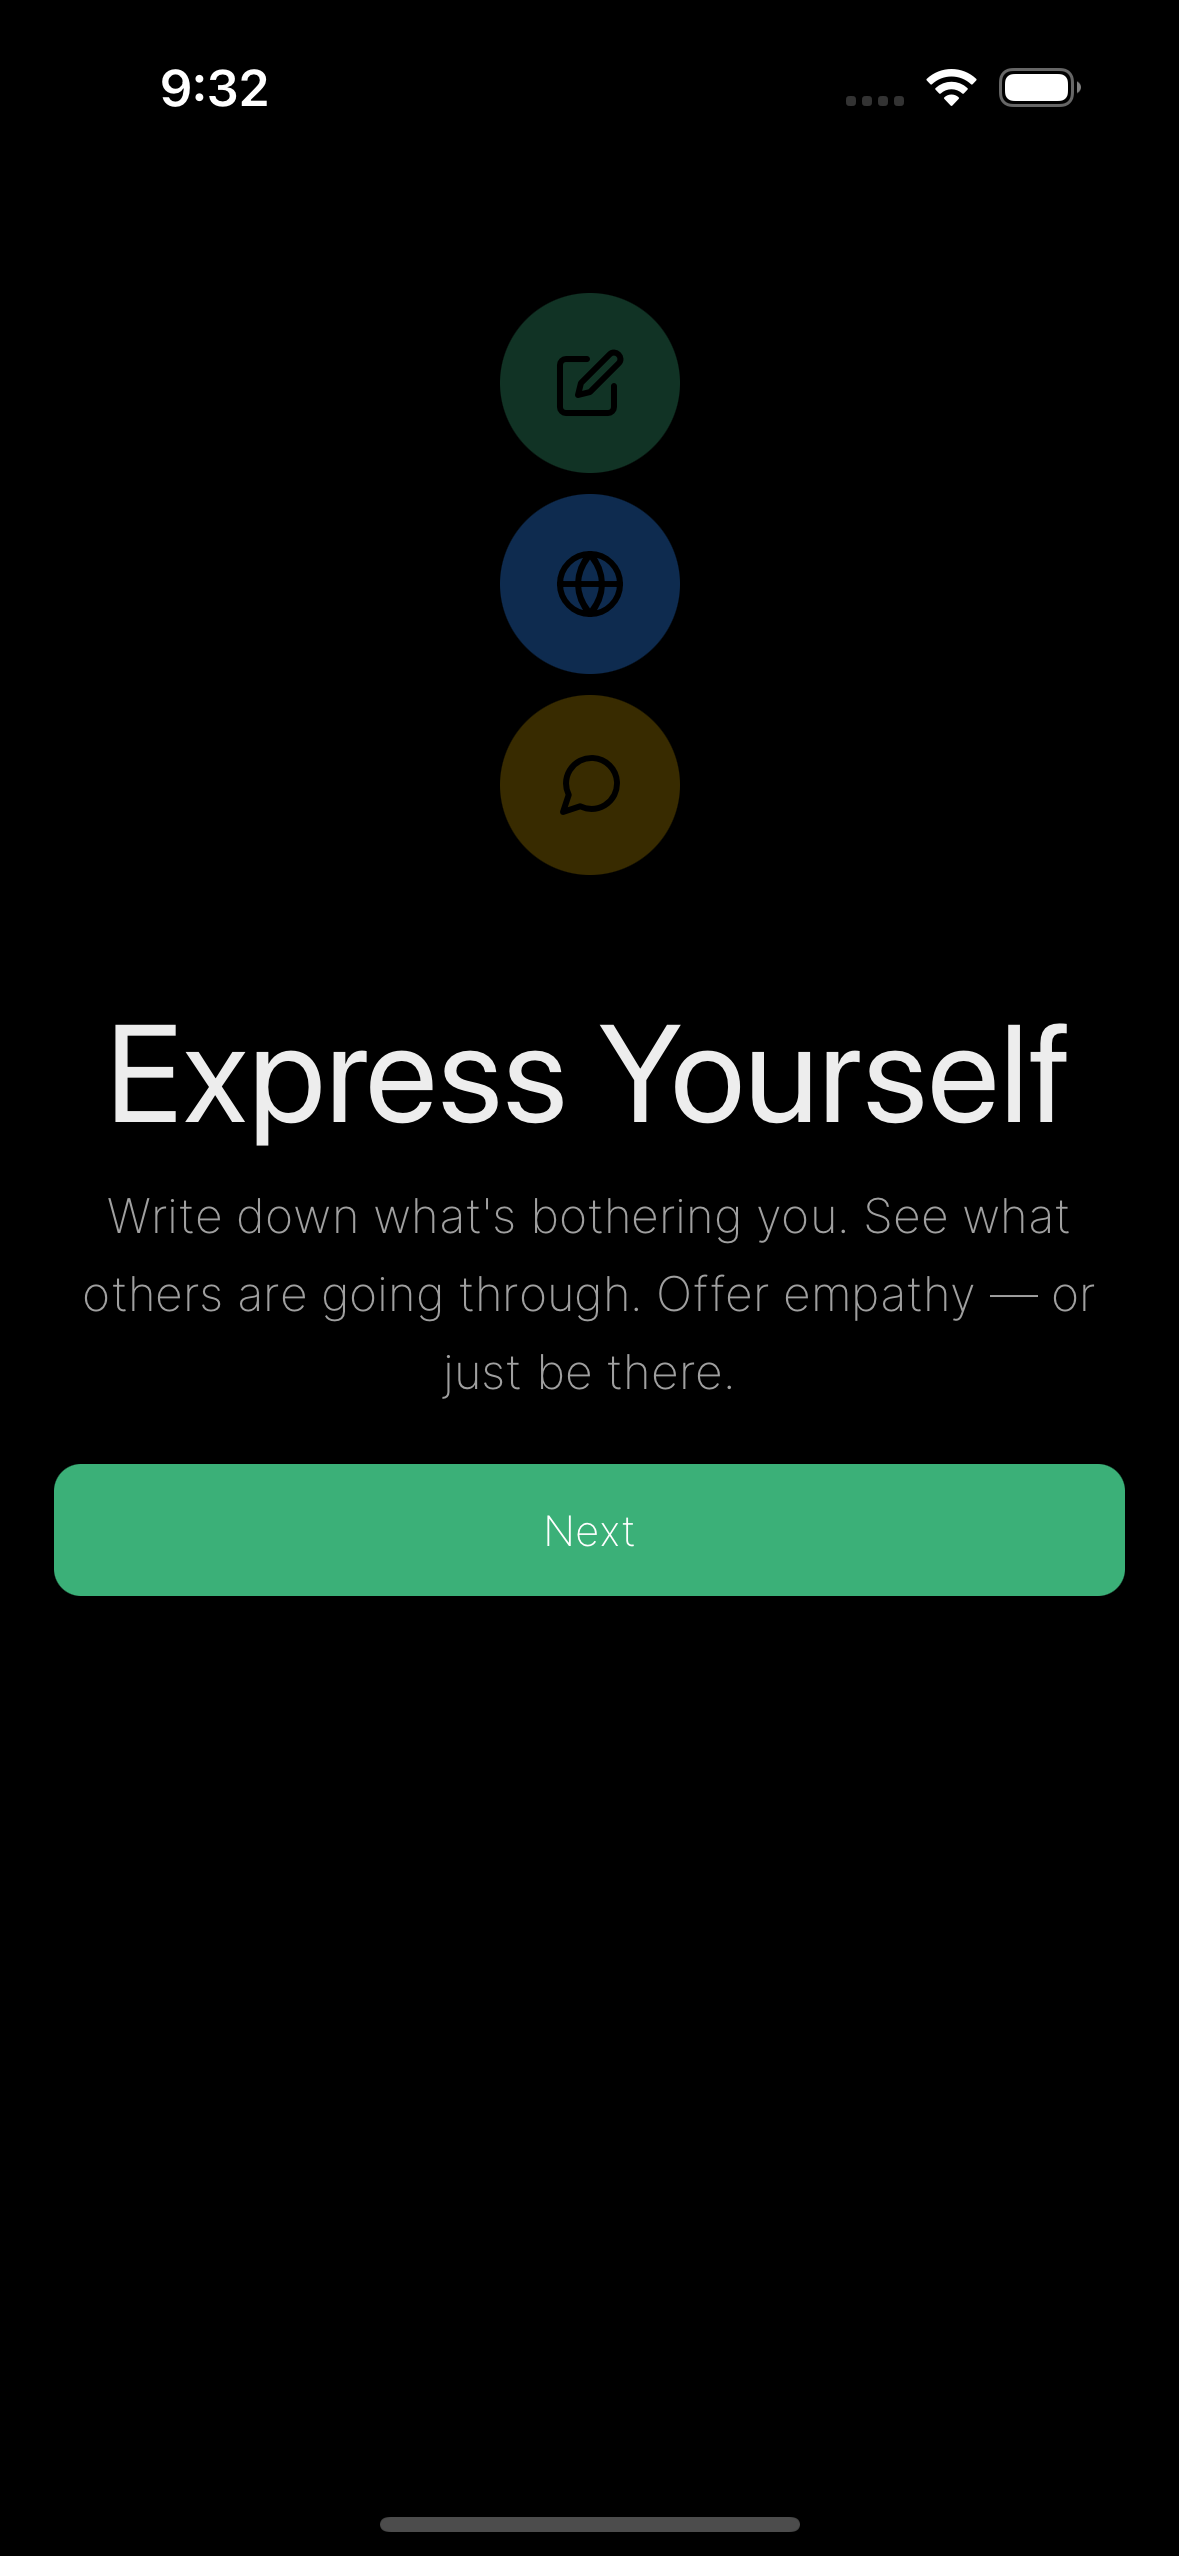 9:32
Express Yourself
Write down what's bothering you. See what
others are going through. Offer empathy — or
just be there.
Next